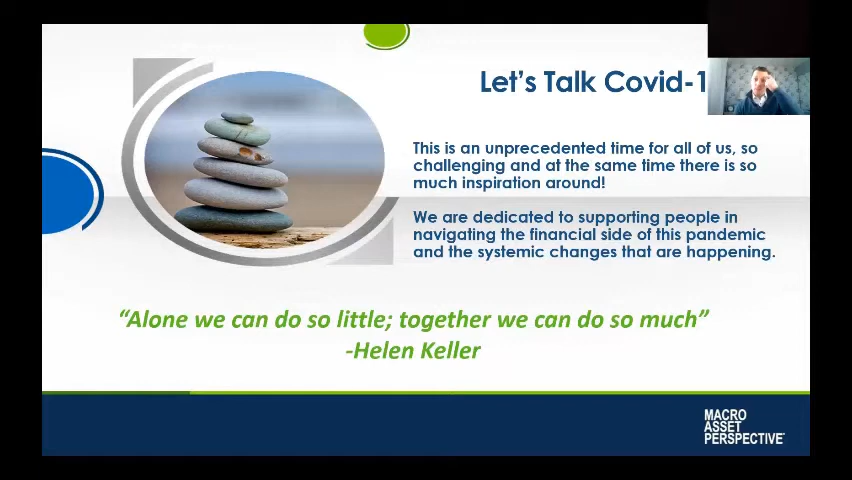 Let's Talk Covid-1
This is an unprecedented time for all of us, so
challenging and at the same time there is so
much inspiration around!
We are dedicated to supporting people in
navigating the financial side of this pandemic
and the systemic changes that are happening.
“Alone we can do so little; together we can do so much”
-Helen Keller
MACRO
ASSET
PERSPECTIVE